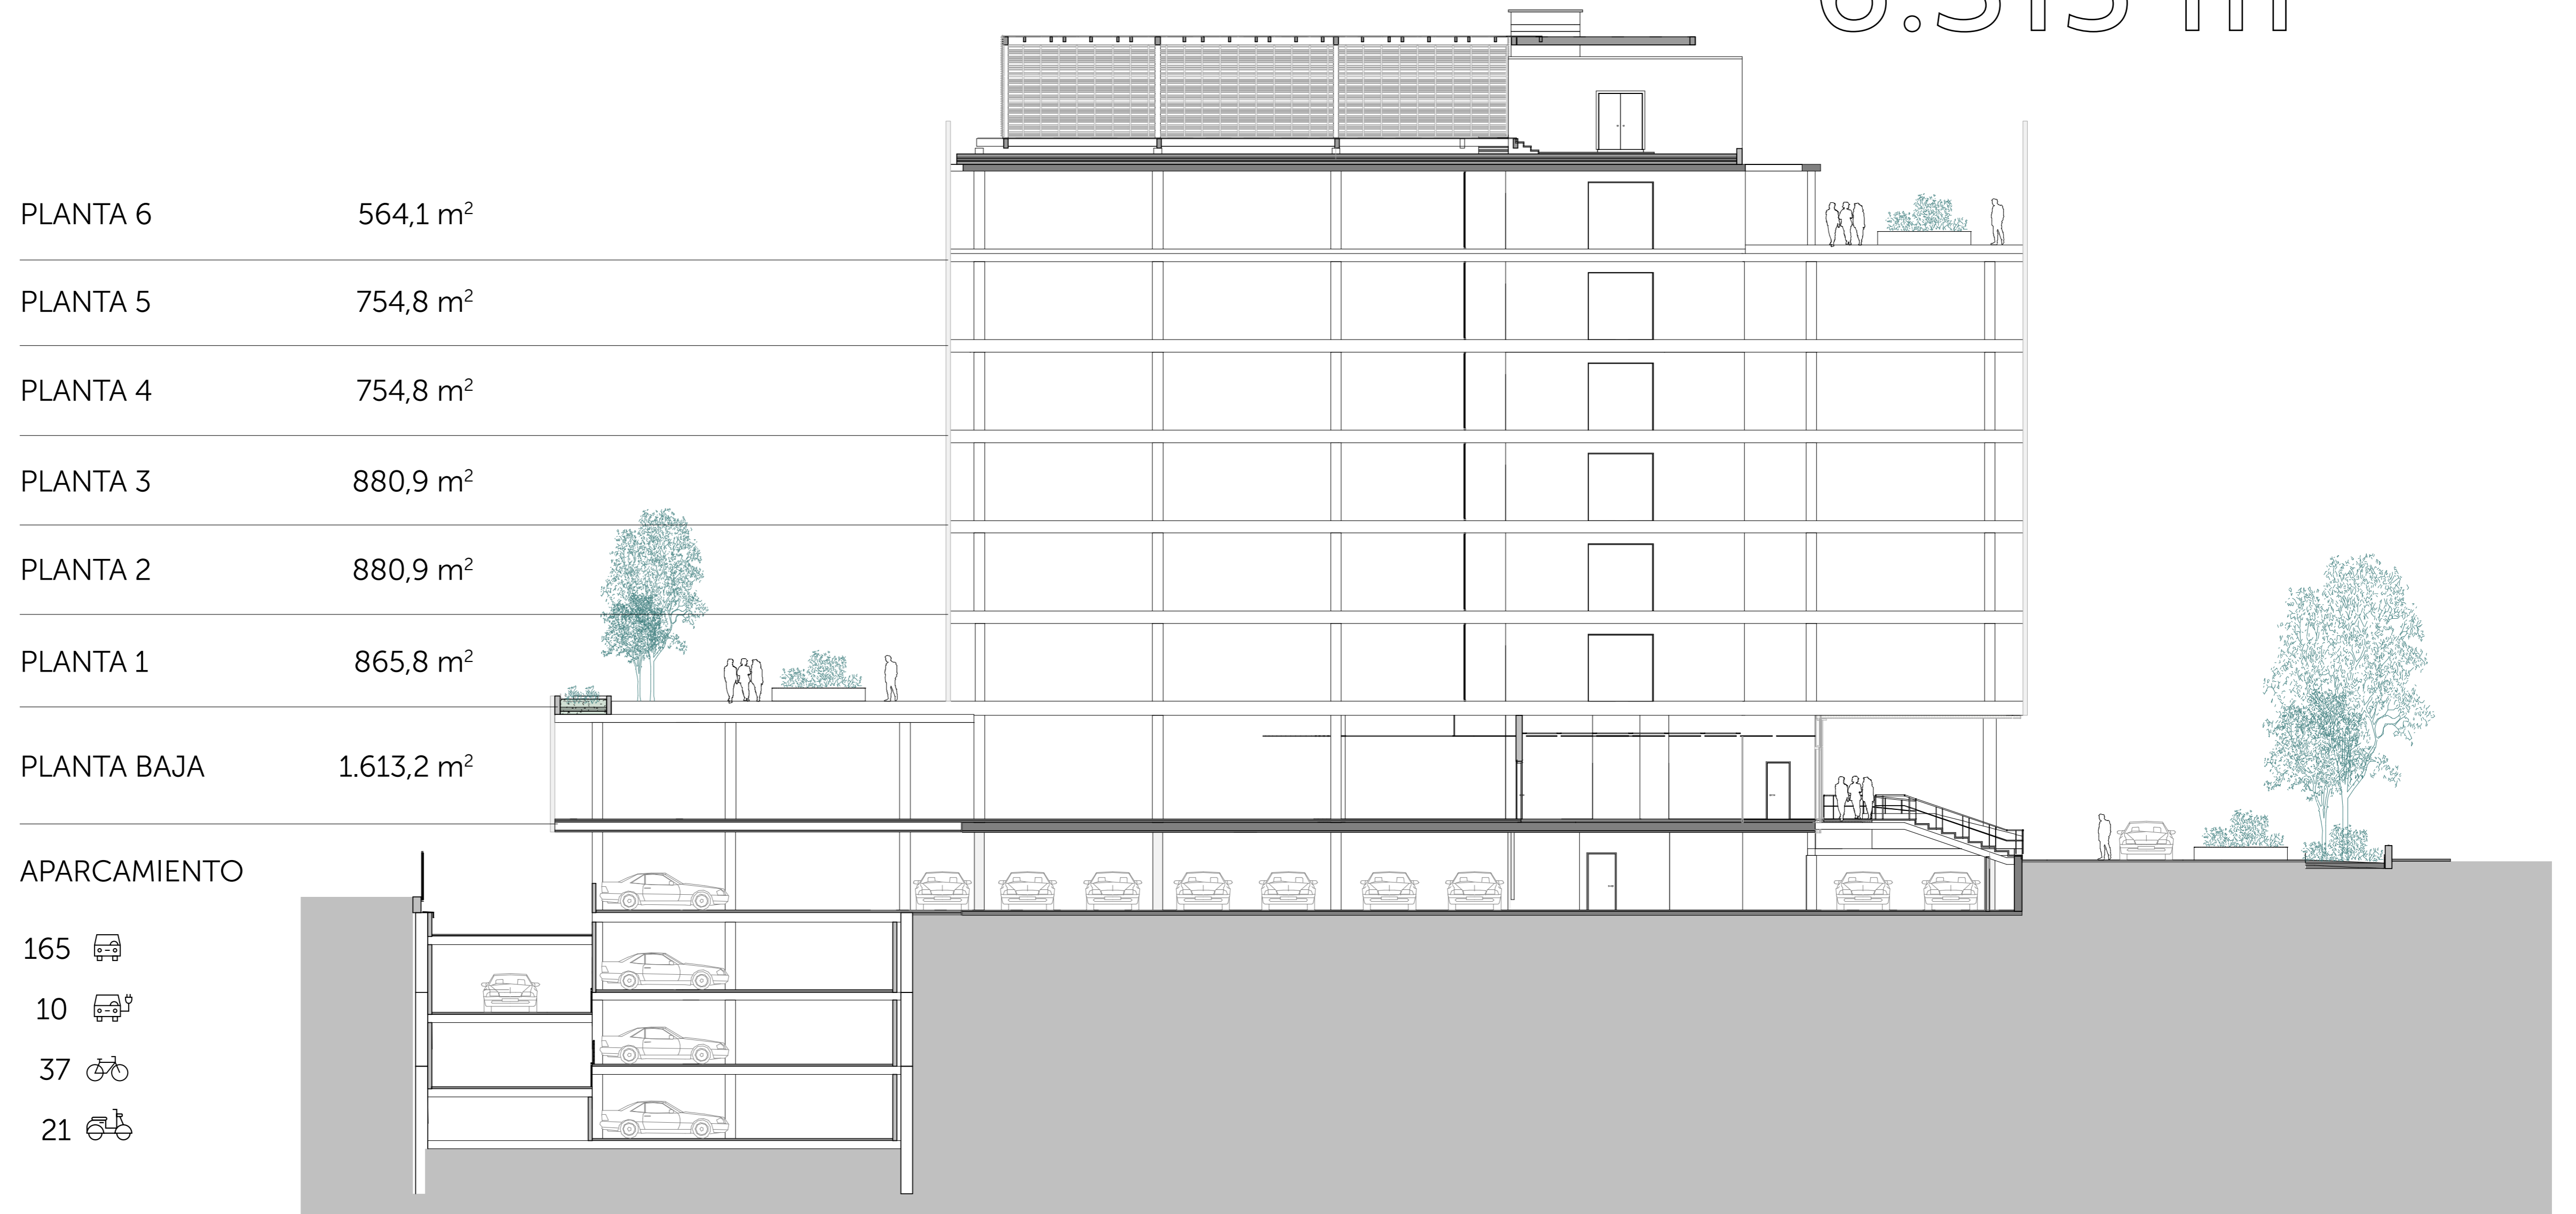 6.315 m
PLANTA 6 564,1 m²
PLANTA 5 754,8 m²
PLANTA 4 754,8 m²
PLANTA 3 880,9 m²
PLANTA 2 880,9 m²
PLANTA 1 865,8 m²
PLANTA BAJA 1.613,2 m²
APARCAMIENTO
165
10
37
21